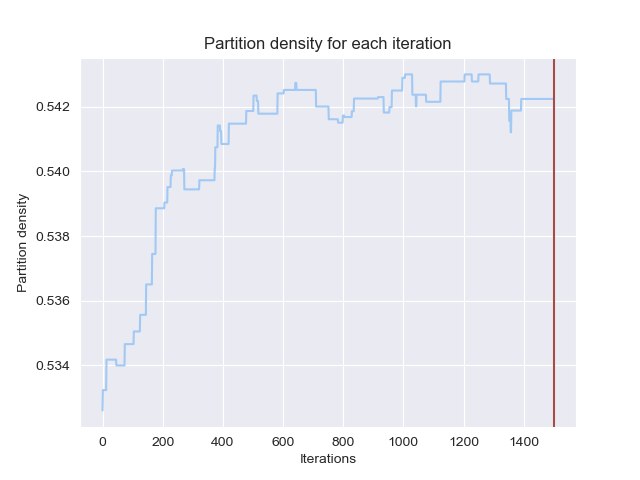 Partition density for each iteration
0.542
0.540
0.538
0.536
0.534
Partition density
0 200 400 600 800 1000 1200 1400
Iterations